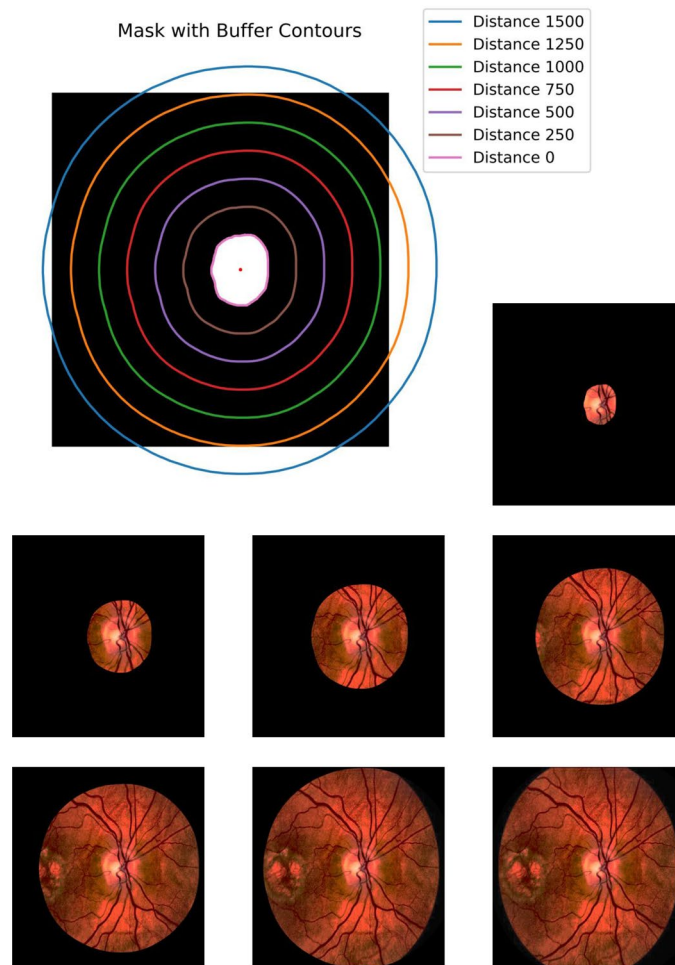 Mask with Buffer Contours
Distance 1500
Distance 1250
Distance 1000
Distance 750
Distance 500
Distance 250
Distance 0